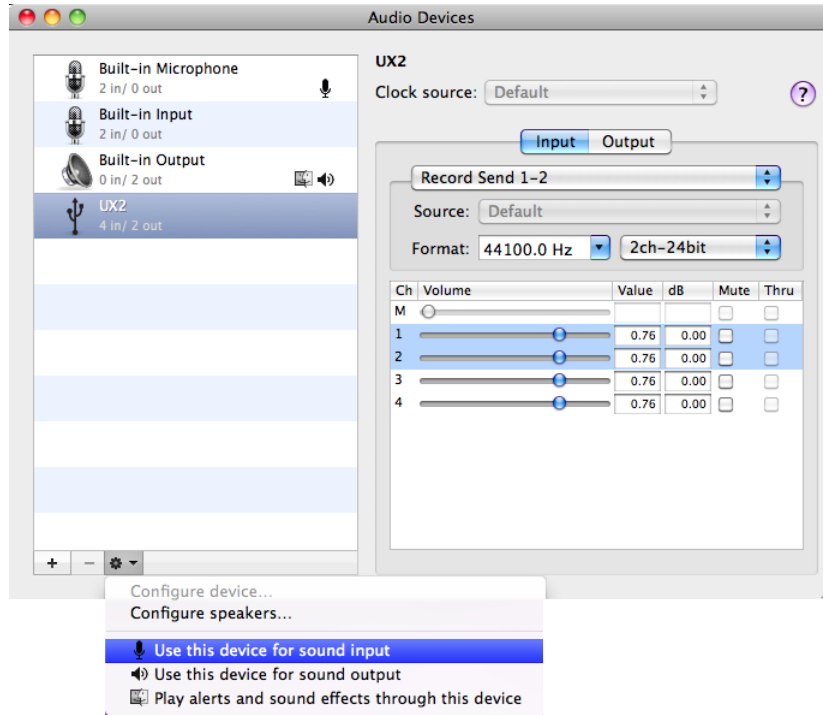 Audio Devices
Built-in Microphone
2 in/ 0 out
Built-in Input
2 in/ 0 out
Built-in Output
0 in/ 2 out
UX2
4 in/ 2 out
UX2
Clock source: Default
?
Input Output
Record Send 1-2
Source: Default
Format: 44100.0 Hz 2ch-24bit
Ch Volume Value dB Mute Thru
M
1 0.76 0.00
2 0.76 0.00
3 0.76 0.00
4 0.76 0.00
+ −
Configure device...
Configure speakers...
Use this device for sound input
Use this device for sound output
Play alerts and sound effects through this device